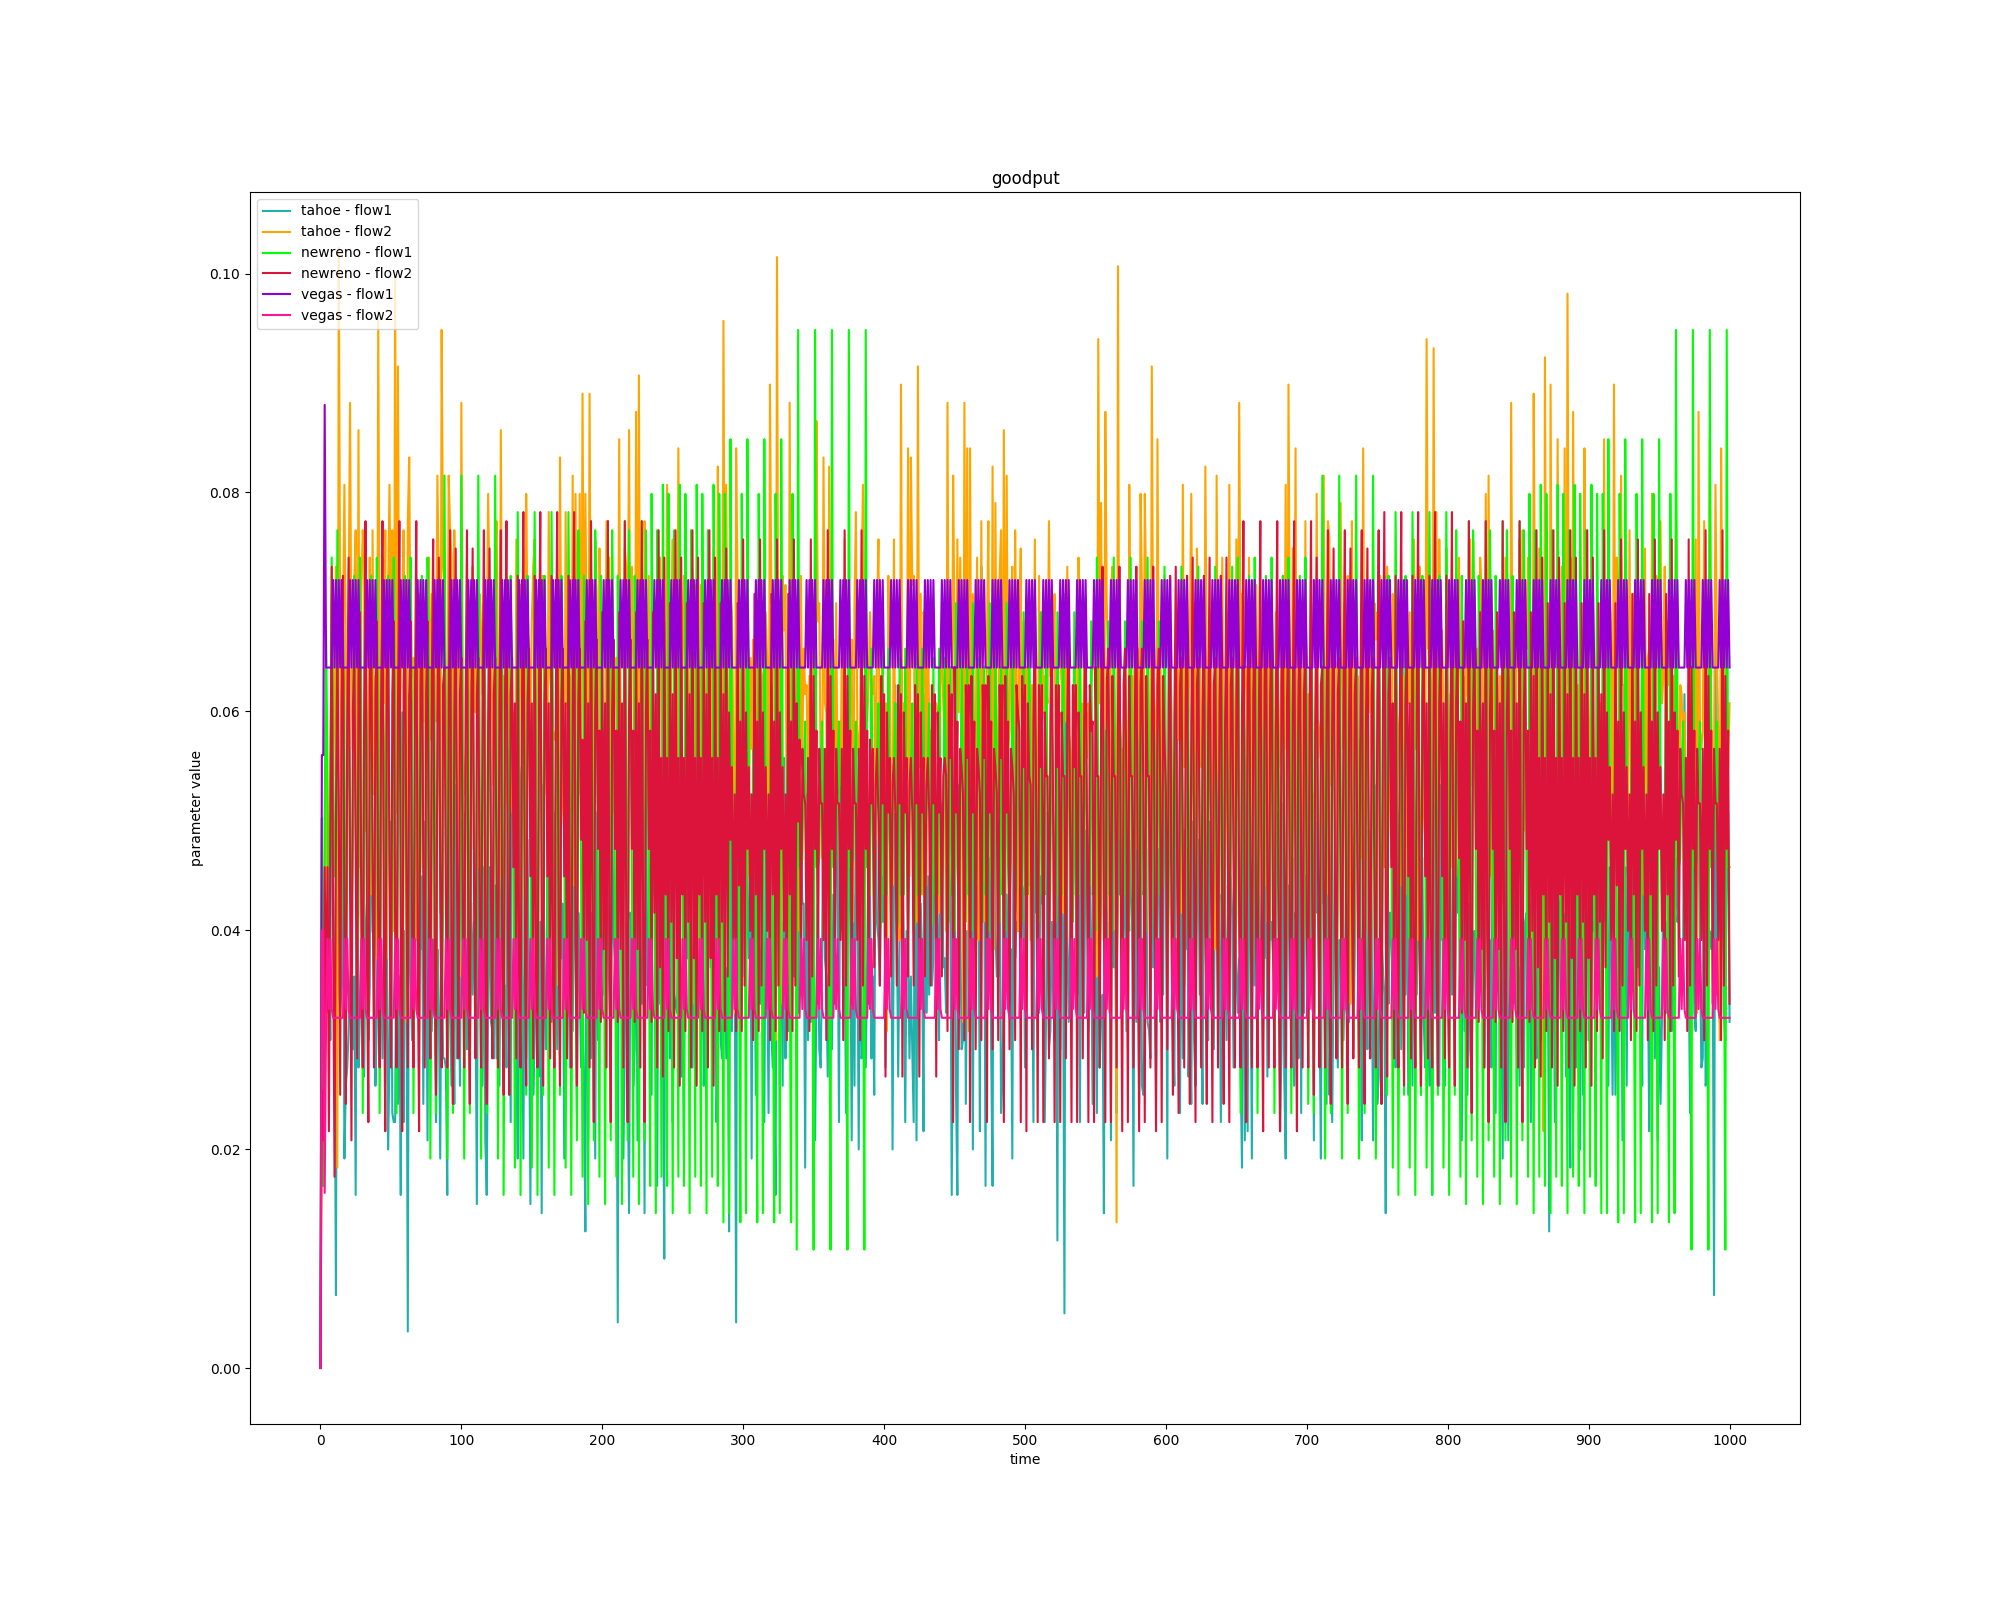 goodput
tahoe - flow1
tahoe - flow2
newreno - flow1
newreno - flow2
vegas - flow1
vegas - flow2
0.10
0.08
0.06
0.04
0.02
0.00
parameter value
0 100 200 300 400 500 600 700 800 900 1000
time